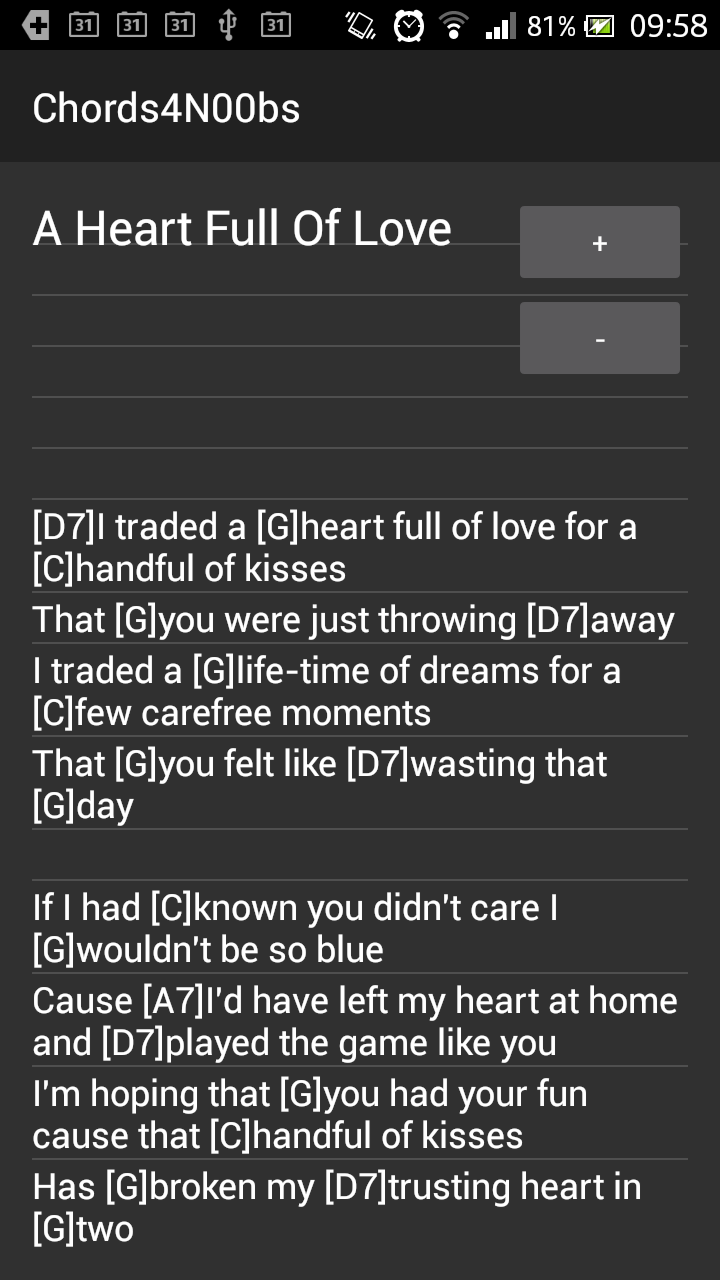 31 31 31 31 81% 09:58
Chords4N00bs
A Heart Full Of Love
+
-
[D7]I traded a [G]heart full of love for a
[C]handful of kisses
That [G]you were just throwing [D7]away
I traded a [G]life-time of dreams for a
[C]few carefree moments
That [G]you felt like [D7]wasting that
[G]day
If I had [C]known you didn't care I
[G]wouldn't be so blue
Cause [A7]I'd have left my heart at home
and [D7]played the game like you
I'm hoping that [G]you had your fun
cause that [C]handful of kisses
Has [G]broken my [D7]trusting heart in
[G]two